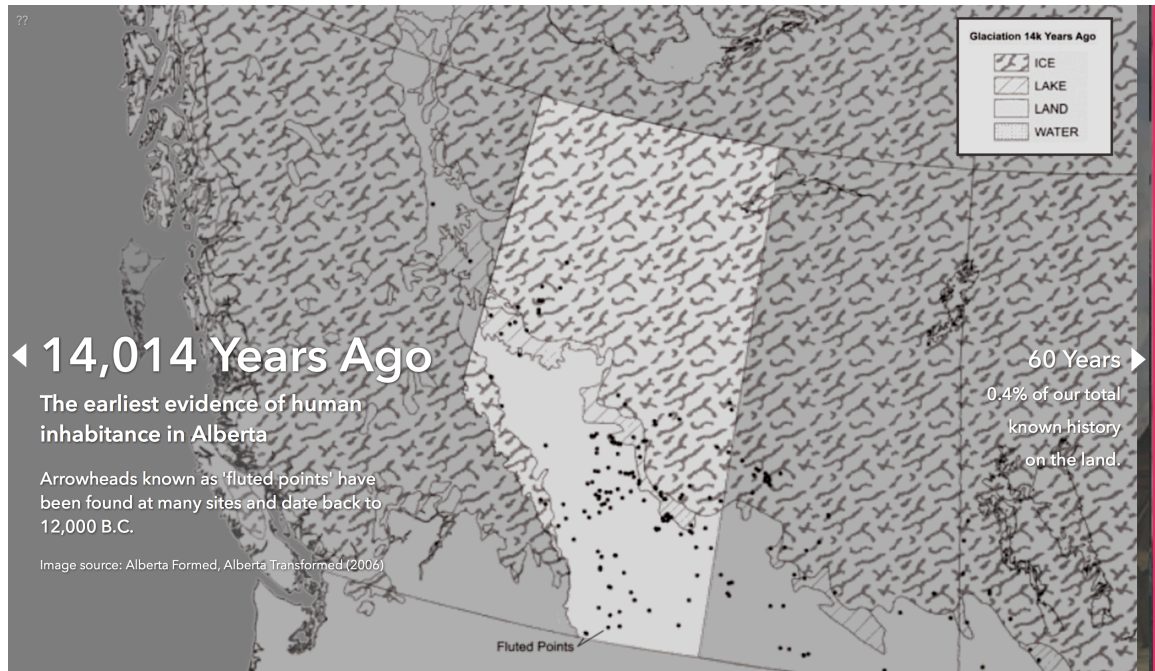 ??
Glaciation 14k Years Ago
ICE
LAKE
LAND
WATER
14,014 Years Ago
The earliest evidence of human
inhabitance in Alberta
Arrowheads known as 'fluted points' have
been found at many sites and date back to
12,000 B.C.
Image source: Alberta Formed, Alberta Transformed (2006)
60 Years
0.4% of our total
known history
on the land.
Fluted Points